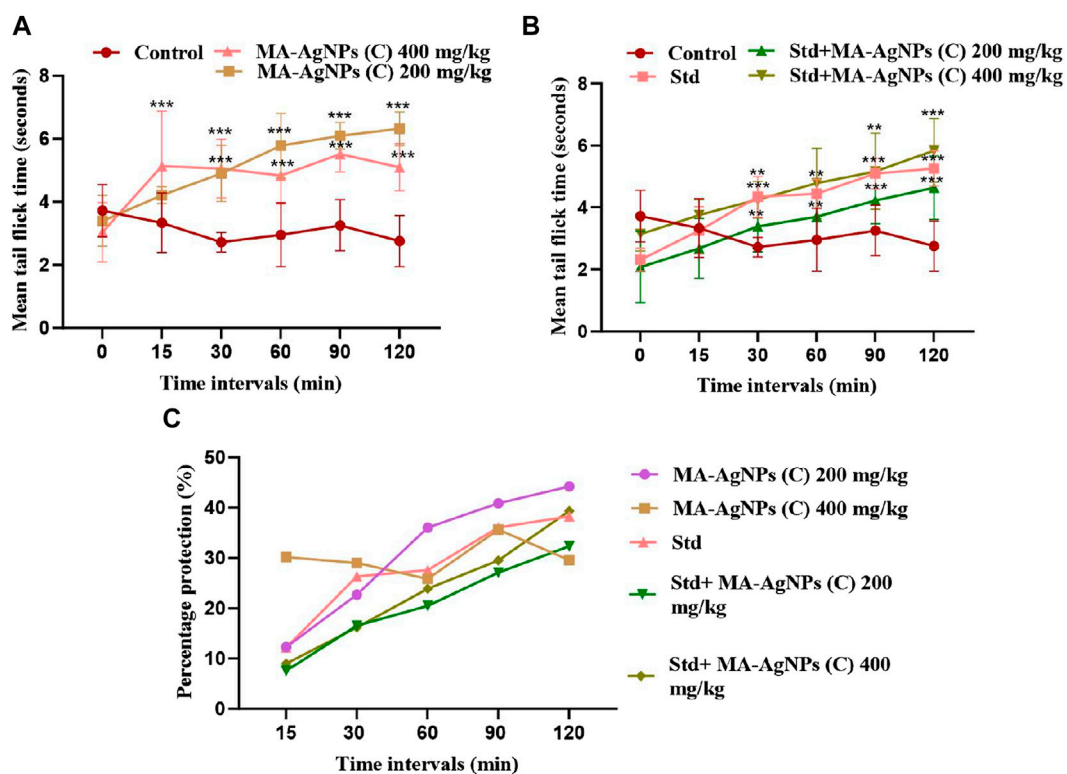 A
Control
MA-AgNPs (C) 400 mg/kg
MA-AgNPs (C) 200 mg/kg
Mean tail flick time (seconds)
8
6
4
2
0
***
***
***
***
***
***
***
***
***
0 15 30 60 90 120
Time intervals (min)
B
Control
Std+MA-AgNPs (C) 200 mg/kg
Std
Std+MA-AgNPs (C) 400 mg/kg
Mean tail flick time (seconds)
8
6
4
2
0
**
***
**
**
**
**
***
***
***
***
***
0 15 30 60 90 120
Time intervals (min)
C
Percentage protection (%)
50
40
30
20
10
0
15 30 60 90 120
Time intervals (min)
MA-AgNPs (C) 200 mg/kg
MA-AgNPs (C) 400 mg/kg
Std
Std+ MA-AgNPs (C) 200
mg/kg
Std+ MA-AgNPs (C) 400
mg/kg